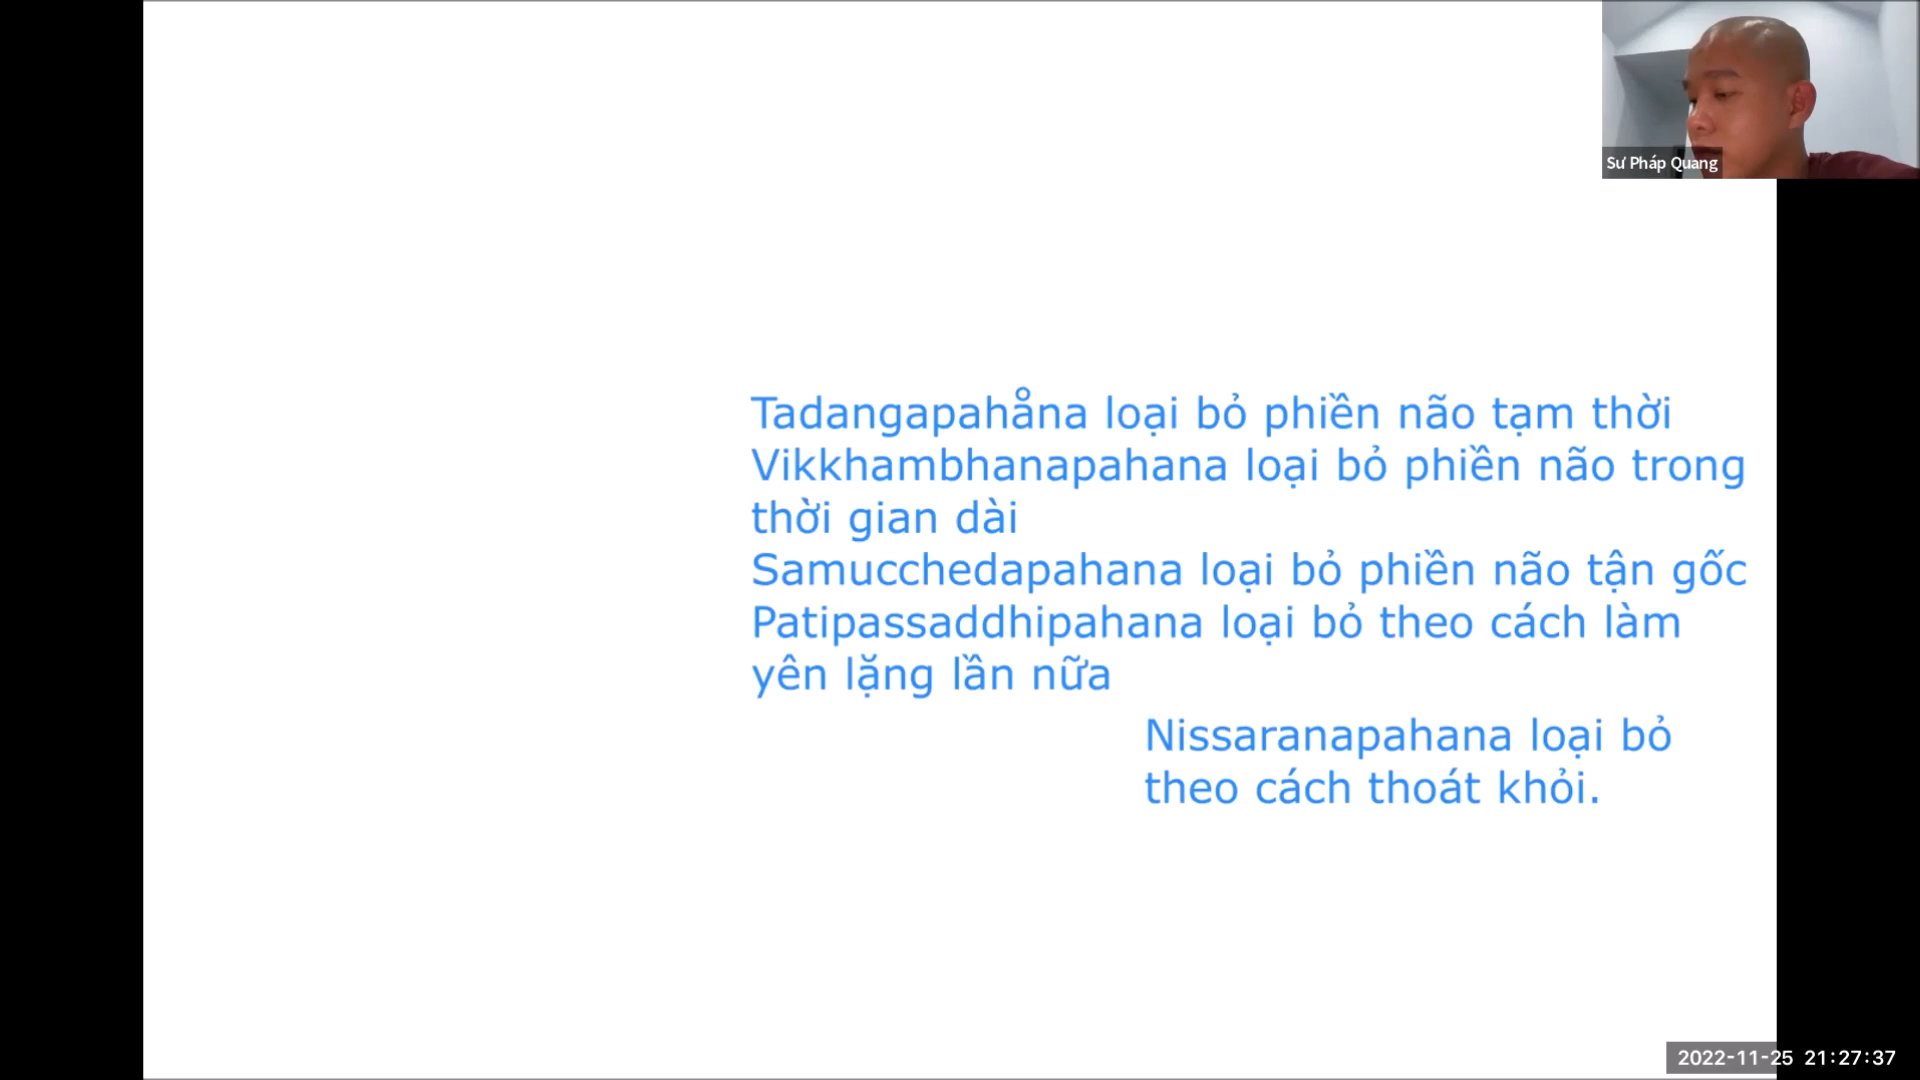 Sư Pháp Quang
Tadangapahåna loại bỏ phiền não tạm thời
Vikkhambhanapahana loại bỏ phiền não trong
thời gian dài
Samucchedapahana loại bỏ phiền não tận gốc
Patipassaddhipahana loại bỏ theo cách làm
yên lặng lần nữa
Nissaranapahana loại bỏ
theo cách thoát khỏi.
2022-11-25 21:27:37